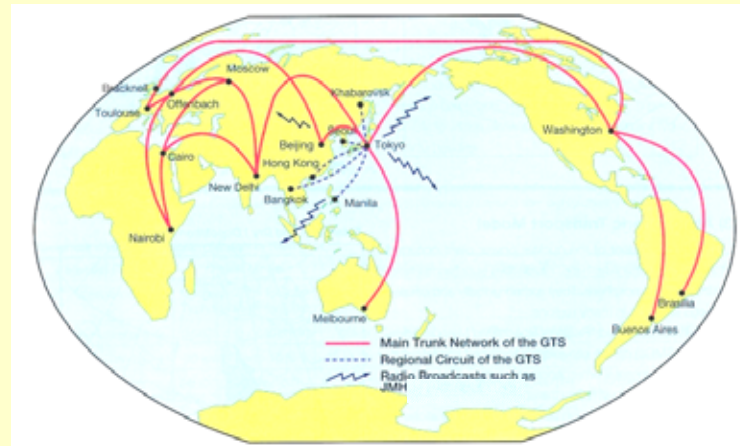 Moscow
Bracknell
Offenbach
Toulouse
Khabarovsk
Seoul
Beijing
Tokyo
Washington
Cairo
Hong Kong
New Delhi
Bangkok
Manila
Nairobi
Melbourne
Brasilia
Buenos Aires
Main Trunk Network of the GTS
Regional Circuit of the GTS
Radio Broadcasts such as
JMH